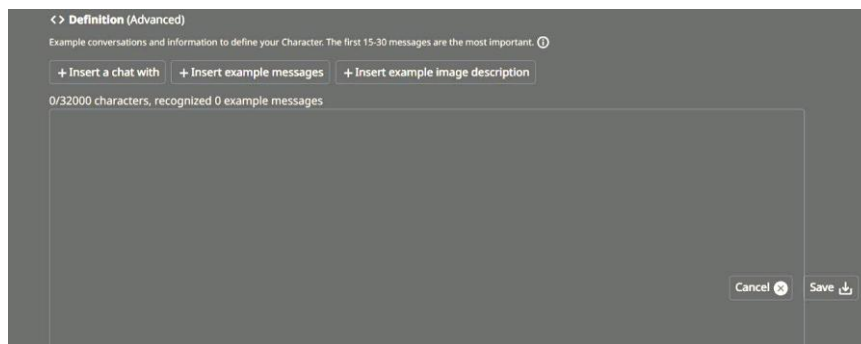 <> Definition (Advanced)
Example conversations and information to define your Character. The first 15-30 messages are the most important.
+ Insert a chat with + Insert example messages + Insert example image description
0/32000 characters, recognized 0 example messages
Cancel Save